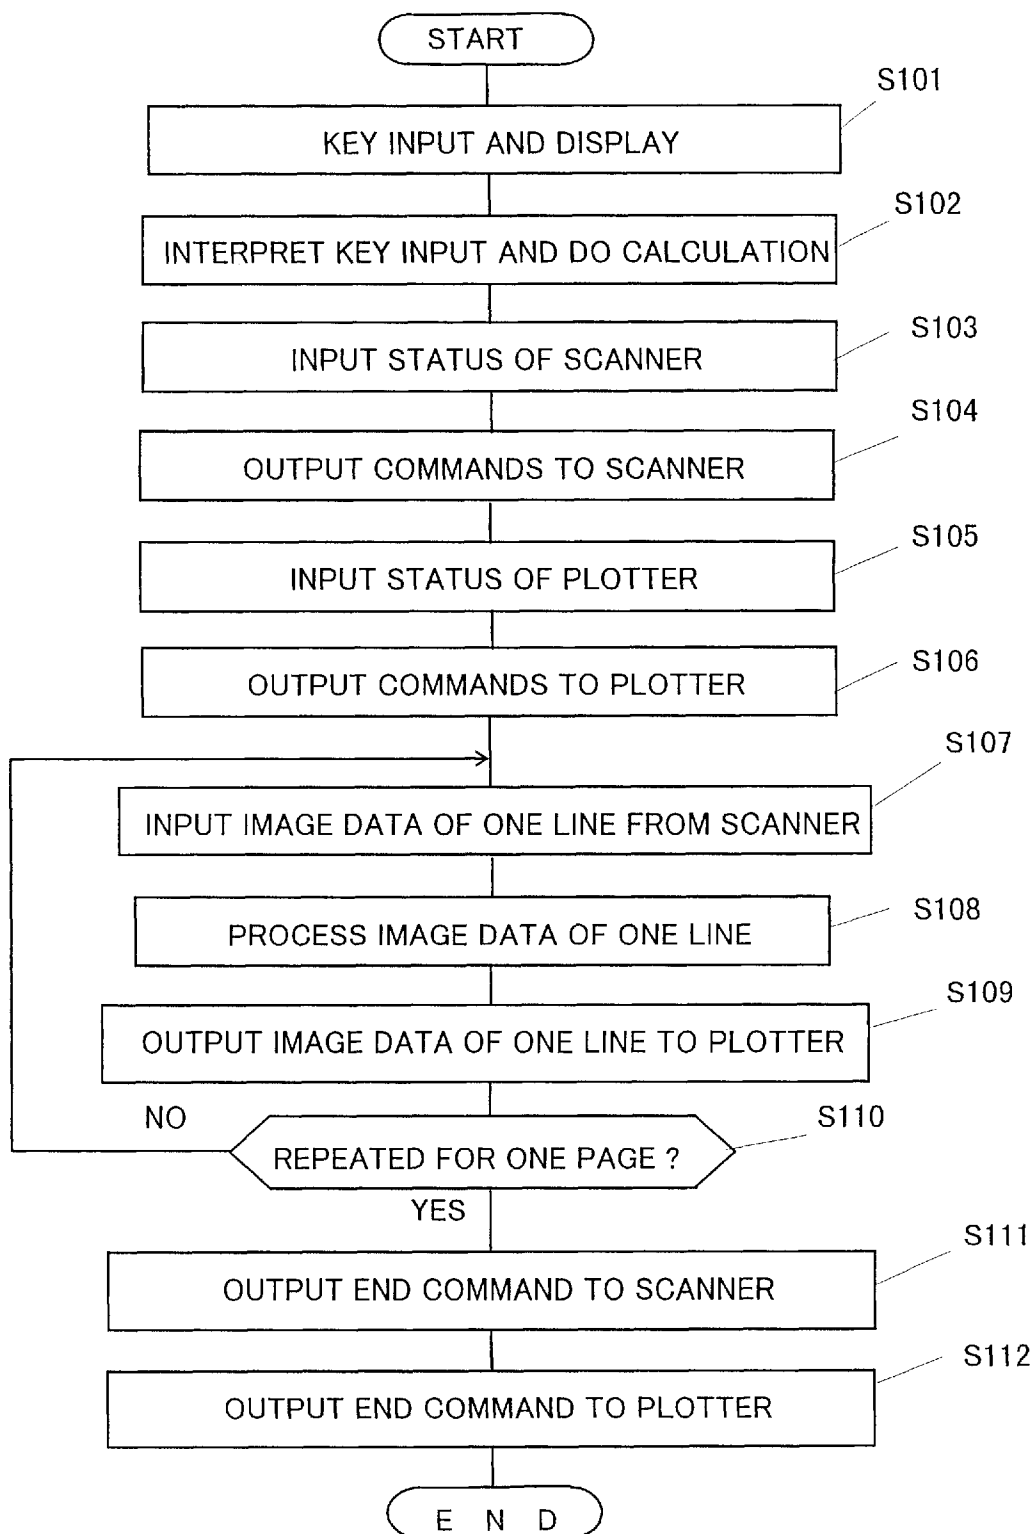 START
S101
KEY INPUT AND DISPLAY
S102
INTERPRET KEY INPUT AND DO CALCULATION
S103
INPUT STATUS OF SCANNER
S104
OUTPUT COMMANDS TO SCANNER
S105
INPUT STATUS OF PLOTTER
S106
OUTPUT COMMANDS TO PLOTTER
S107
INPUT IMAGE DATA OF ONE LINE FROM SCANNER
S108
PROCESS IMAGE DATA OF ONE LINE
S109
OUTPUT IMAGE DATA OF ONE LINE TO PLOTTER
NO
S110
REPEATED FOR ONE PAGE ?
YES
S111
OUTPUT END COMMAND TO SCANNER
S112
OUTPUT END COMMAND TO PLOTTER
E N D